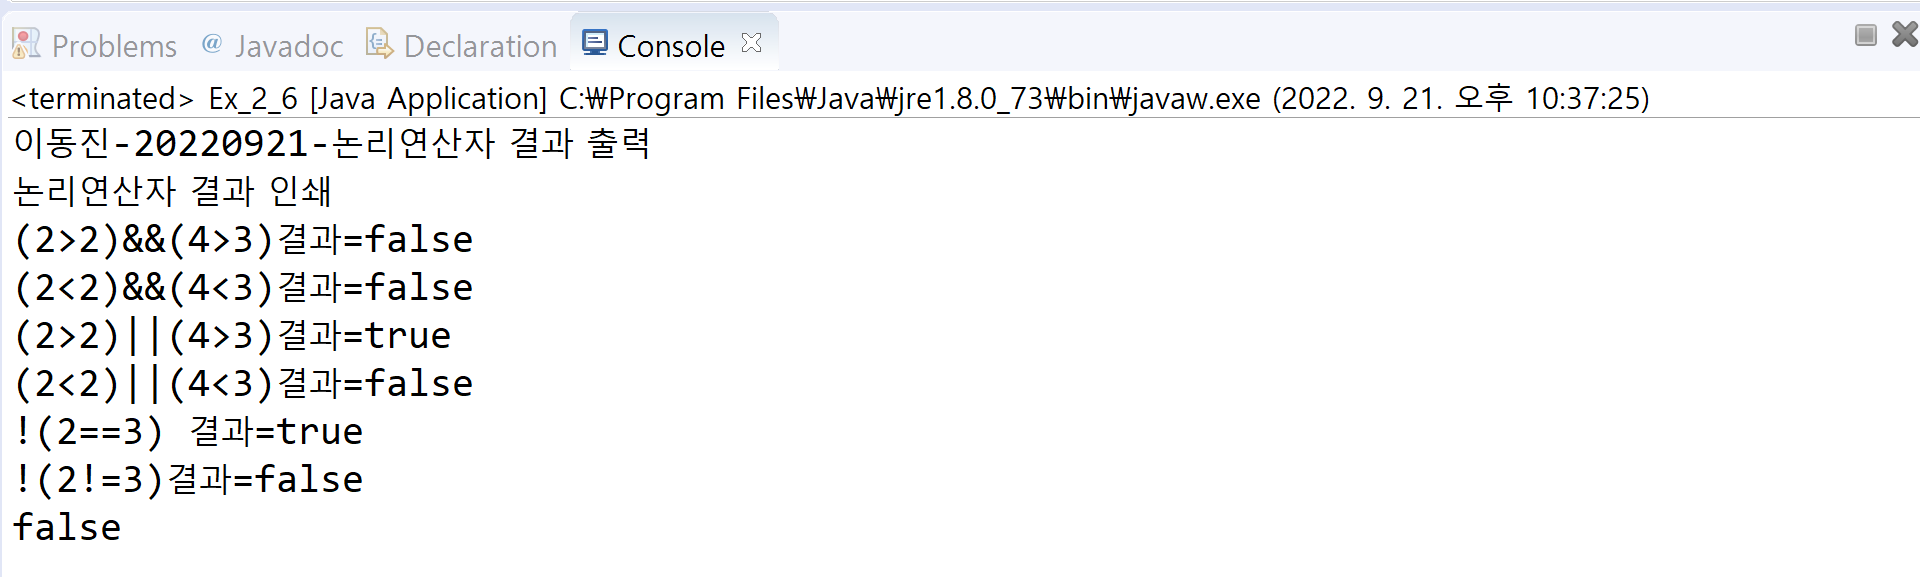 Problems @ Javadoc Declaration Console
<terminated> Ex_2_6 [Java Application] C:₩Program Files₩Java₩jre1.8.0_73₩bin₩javaw.exe (2022. 9. 21. 오후 10:37:25)
이동진-20220921-논리연산자 결과 출력
논리연산자 결과 인쇄
(2>2)&&(4>3)결과=false
(2<2)&&(4<3)결과=false
(2>2)||(4>3)결과=true
(2<2)||(4<3)결과=false
!(2==3) 결과=true
!(2!=3)결과=false
false